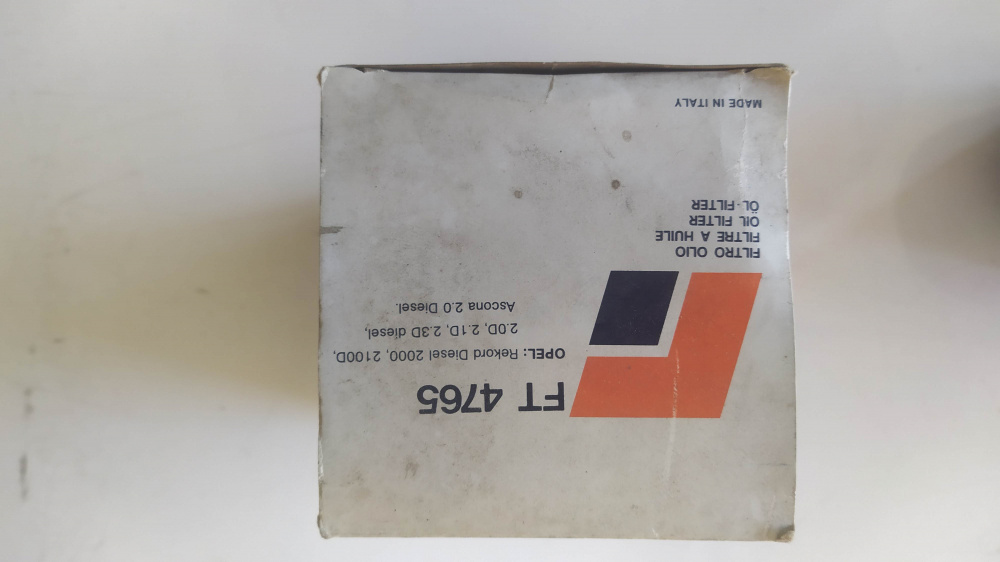 FT 4765
OPEL: Rekord Diesel 2000, 2100D,
2.0D, 2.1D, 2.3D diesel,
Ascona 2.0 Diesel.
FILTRO OLIO
FILTRE A HUILE
OIL FILTER
ÖL-FILTER
MADE IN ITALY